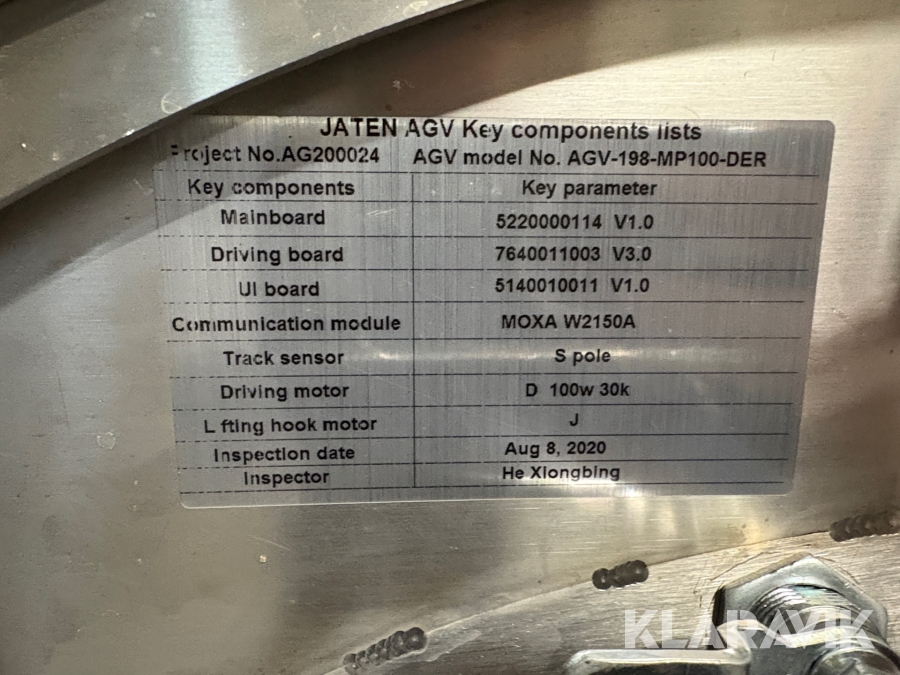 JATEN AGV Key components lists
Project No.AG200024 AGV model No. AGV-198-MP100-DER
Key components Key parameter
Mainboard 5220000114 V1.0
Driving board 7640011003 V3.0
UI board 5140010011 V1.0
Communication module MOXA W2150A
Track sensor S pole
Driving motor D 100w 30k
Lifting hook motor J
Inspection date Aug 8, 2020
Inspector He Xiongbing
KLARAVIK